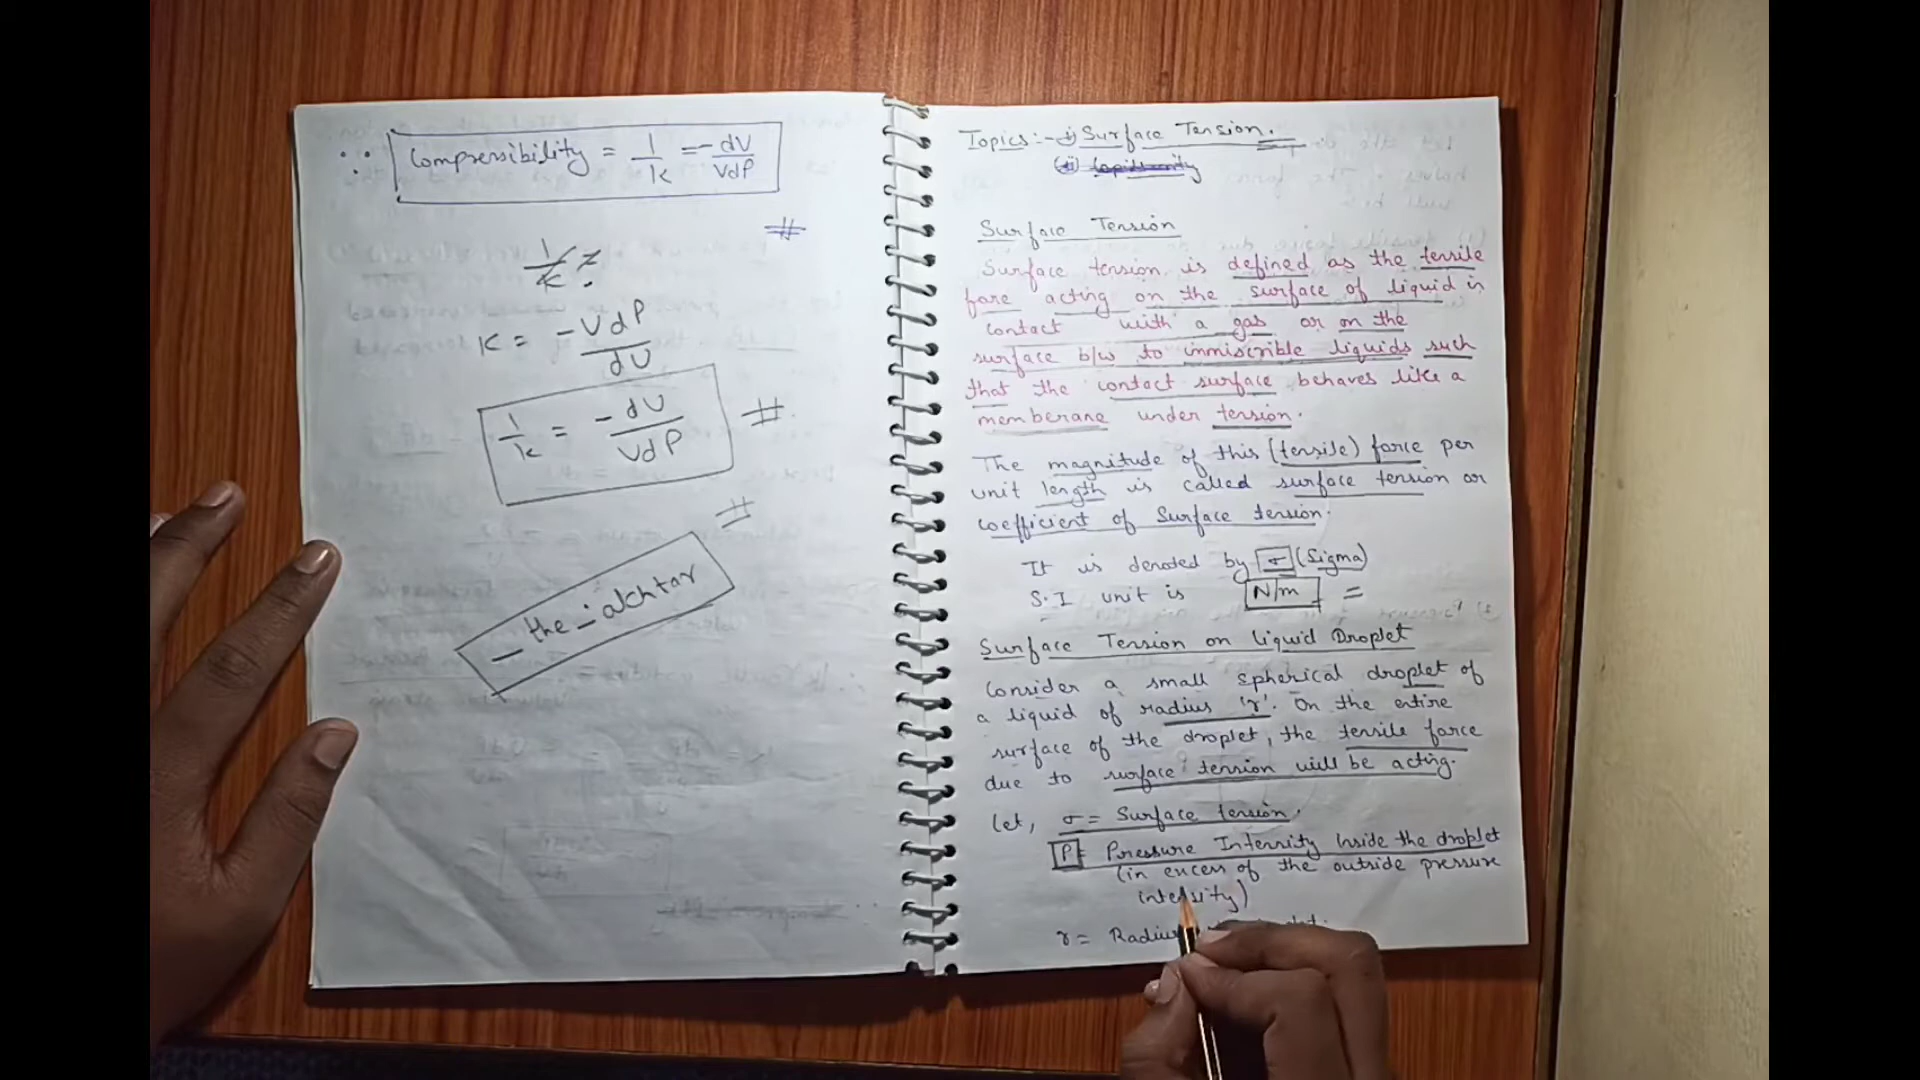 ∴ Compressibility = 1/K = -dV/VdP
#
1/K = ?
K = -VdP/dV
1/K = -dV/VdP #
#
- the_iakhtar
Topics:- (i) Surface Tension.
(ii)
Surface Tension
Surface tension is defined as the tensile
force acting on the surface of liquid in
contact with a gas or on the
surface b/w to immiscrible liquids such
that the contact surface behaves like a
memberane under tension.
The magnitude of this (tensile) force per
unit length is called surface tension or
coefficient of Surface tension.
It is denoted by σ (Sigma)
S.I unit is N/m =
Surface Tension on liquid Droplet
Consider a small spherical droplet of
a liquid of radius 'r'. On the entire
surface of the droplet, the tensile force
due to surface tension will be acting.
Let, σ = Surface tension.
P = Pressure Intensity Inside the droplet
(in excess of the outside pressure
intensity)
r = Radius